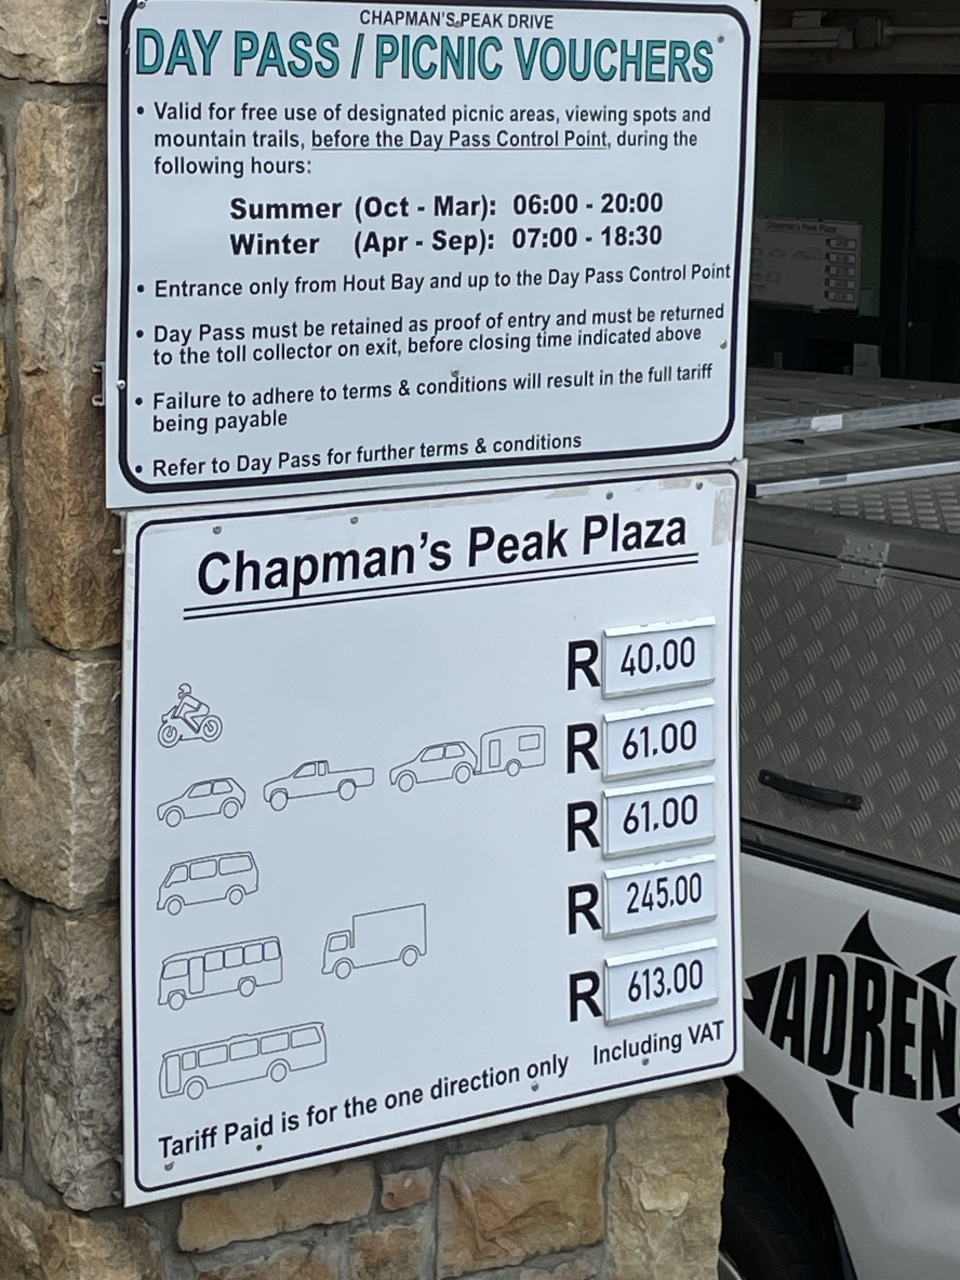 CHAPMAN'S PEAK DRIVE
DAY PASS / PICNIC VOUCHERS
• Valid for free use of designated picnic areas, viewing spots and
mountain trails, before the Day Pass Control Point, during the
following hours:
Summer (Oct - Mar): 06:00 - 20:00
Winter (Apr - Sep): 07:00 - 18:30
• Entrance only from Hout Bay and up to the Day Pass Control Point
• Day Pass must be retained as proof of entry and must be returned
to the toll collector on exit, before closing time indicated above
• Failure to adhere to terms & conditions will result in the full tariff
being payable
• Refer to Day Pass for further terms & conditions
Chapman's Peak Plaza
R 40.00
R 61.00
R 61.00
R 245.00
R 613.00
Tariff Paid is for the one direction only Including VAT
Chapman's Peak Plaza
ADREN